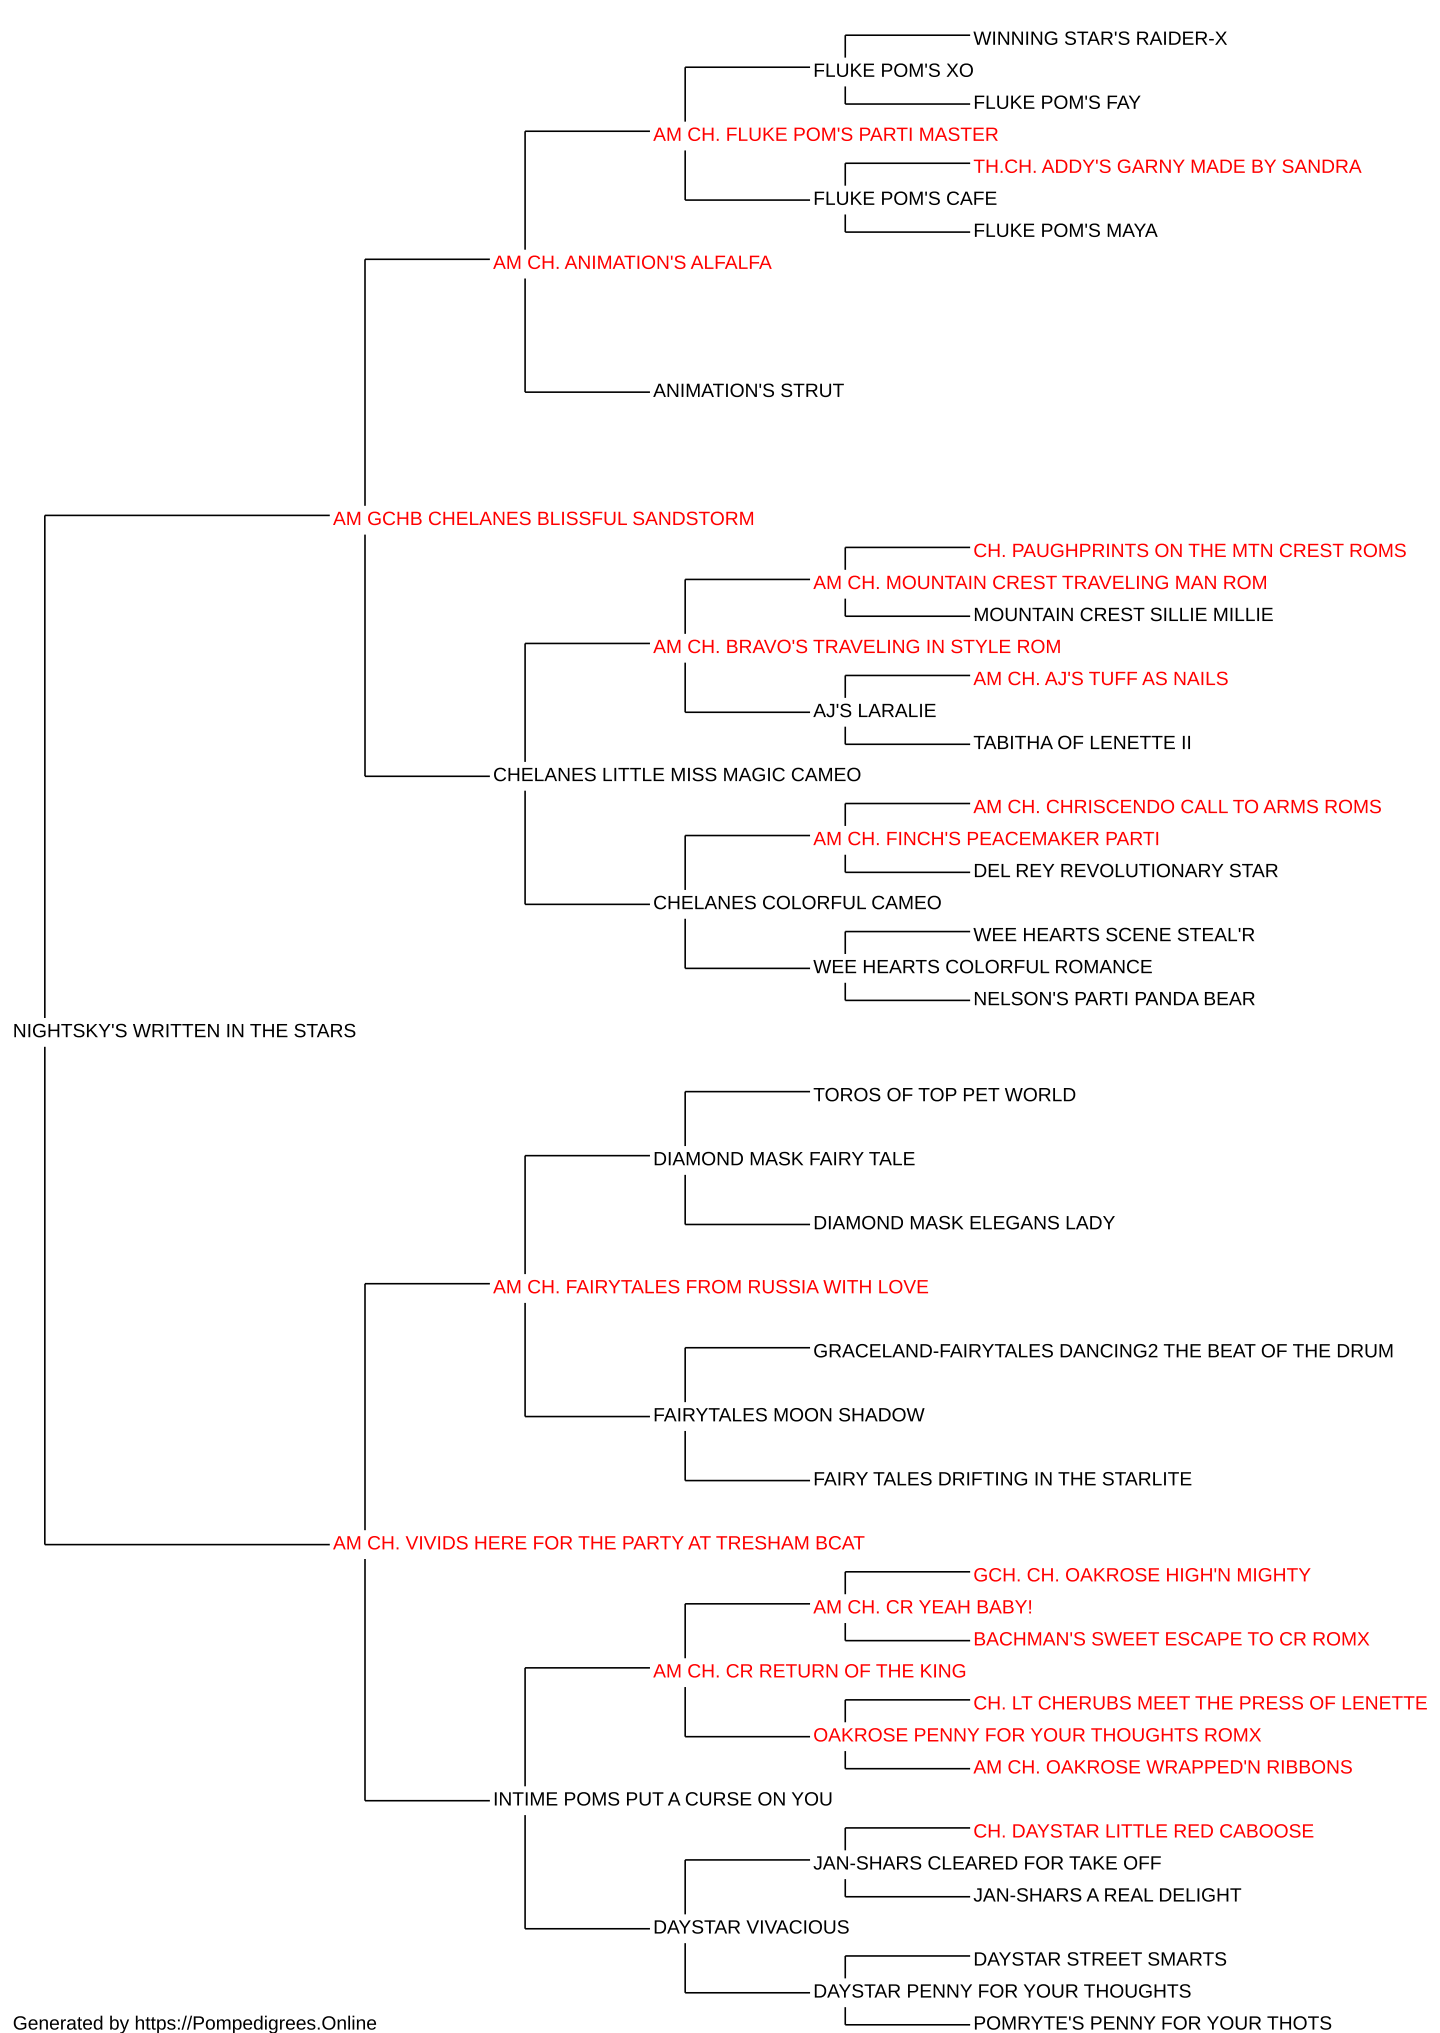 WINNING STAR'S RAIDER-X
FLUKE POM'S XO
FLUKE POM'S FAY
AM CH. FLUKE POM'S PARTI MASTER
TH.CH. ADDY'S GARNY MADE BY SANDRA
FLUKE POM'S CAFE
FLUKE POM'S MAYA
AM CH. ANIMATION'S ALFALFA
ANIMATION'S STRUT
AM GCHB CHELANES BLISSFUL SANDSTORM
CH. PAUGHPRINTS ON THE MTN CREST ROMS
AM CH. MOUNTAIN CREST TRAVELING MAN ROM
MOUNTAIN CREST SILLIE MILLIE
AM CH. BRAVO'S TRAVELING IN STYLE ROM
AM CH. AJ'S TUFF AS NAILS
AJ'S LARALIE
TABITHA OF LENETTE II
CHELANES LITTLE MISS MAGIC CAMEO
AM CH. CHRISCENDO CALL TO ARMS ROMS
AM CH. FINCH'S PEACEMAKER PARTI
DEL REY REVOLUTIONARY STAR
CHELANES COLORFUL CAMEO
WEE HEARTS SCENE STEAL'R
WEE HEARTS COLORFUL ROMANCE
NELSON'S PARTI PANDA BEAR
NIGHTSKY'S WRITTEN IN THE STARS
TOROS OF TOP PET WORLD
DIAMOND MASK FAIRY TALE
DIAMOND MASK ELEGANS LADY
AM CH. FAIRYTALES FROM RUSSIA WITH LOVE
GRACELAND-FAIRYTALES DANCING2 THE BEAT OF THE DRUM
FAIRYTALES MOON SHADOW
FAIRY TALES DRIFTING IN THE STARLITE
AM CH. VIVIDS HERE FOR THE PARTY AT TRESHAM BCAT
GCH. CH. OAKROSE HIGH'N MIGHTY
AM CH. CR YEAH BABY!
BACHMAN'S SWEET ESCAPE TO CR ROMX
AM CH. CR RETURN OF THE KING
CH. LT CHERUBS MEET THE PRESS OF LENETTE
OAKROSE PENNY FOR YOUR THOUGHTS ROMX
AM CH. OAKROSE WRAPPED'N RIBBONS
INTIME POMS PUT A CURSE ON YOU
CH. DAYSTAR LITTLE RED CABOOSE
JAN-SHARS CLEARED FOR TAKE OFF
JAN-SHARS A REAL DELIGHT
DAYSTAR VIVACIOUS
DAYSTAR STREET SMARTS
DAYSTAR PENNY FOR YOUR THOUGHTS
POMRYTE'S PENNY FOR YOUR THOTS
Generated by https://Pompedigrees.Online